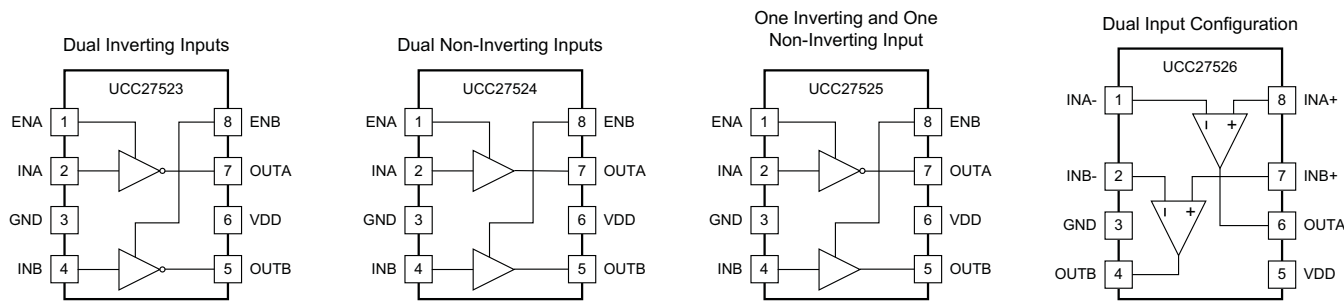 Dual Inverting Inputs
UCC27523
ENA 1 8 ENB
INA 2 7 OUTA
GND 3 6 VDD
INB 4 5 OUTB
Dual Non-Inverting Inputs
UCC27524
ENA 1 8 ENB
INA 2 7 OUTA
GND 3 6 VDD
INB 4 5 OUTB
One Inverting and One
Non-Inverting Input
UCC27525
ENA 1 8 ENB
INA 2 7 OUTA
GND 3 6 VDD
INB 4 5 OUTB
Dual Input Configuration
UCC27526
INA- 1 8 INA+
- +
INB- 2 7 INB+
- +
GND 3 6 OUTA
OUTB 4 5 VDD